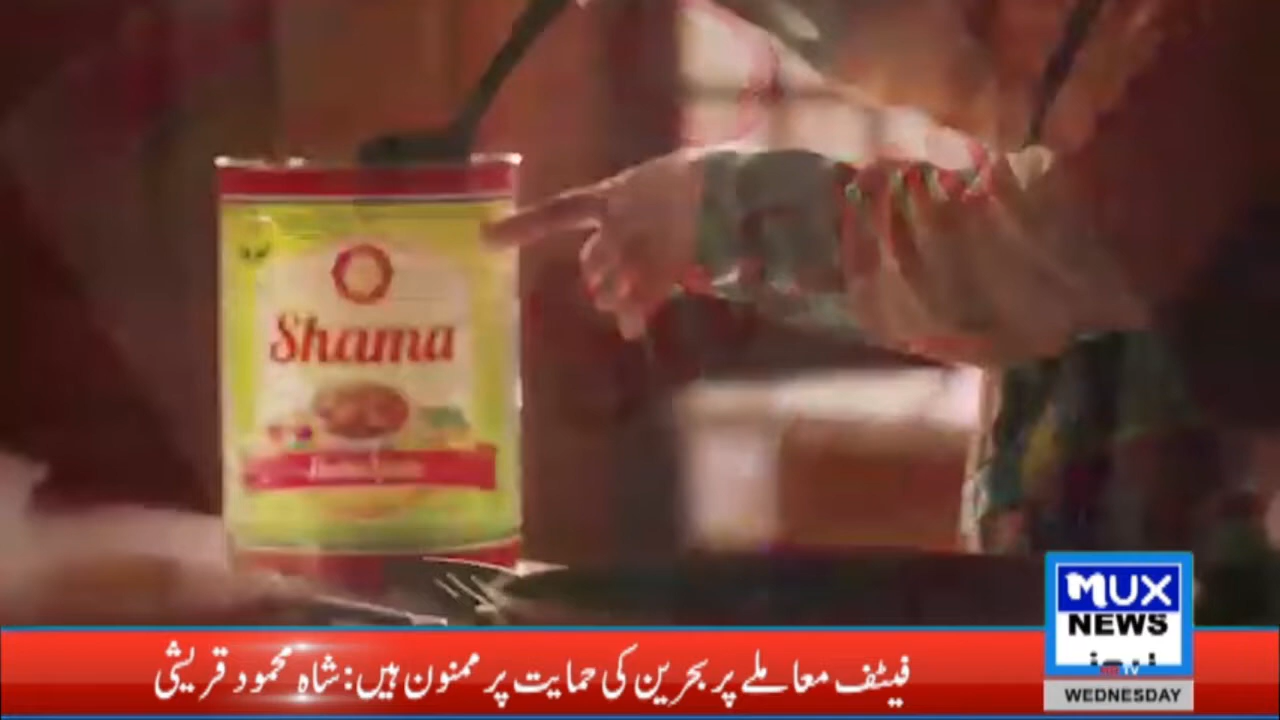 Shama
MUX
NEWS
WEDNESDAY
فیٹف معاملے پر بحرین کی حمایت پر ممنون ہیں: شاہ محمود قریشی